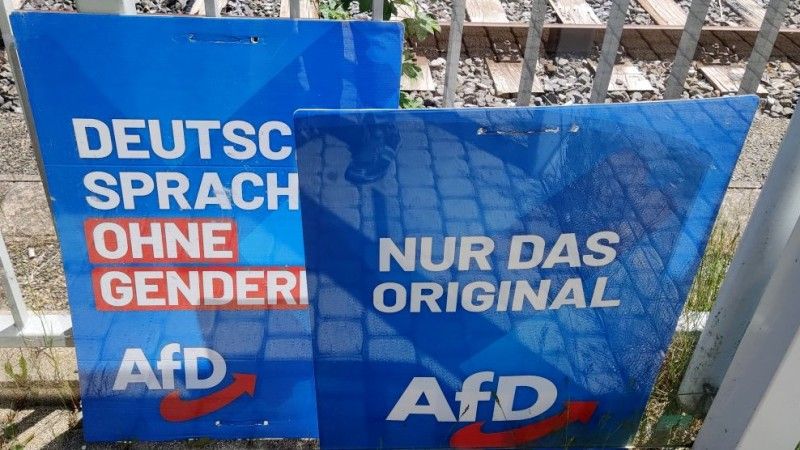 DEUTSC
SPRACH
OHNE
GENDER
AfD
NUR DAS
ORIGINAL
AfD